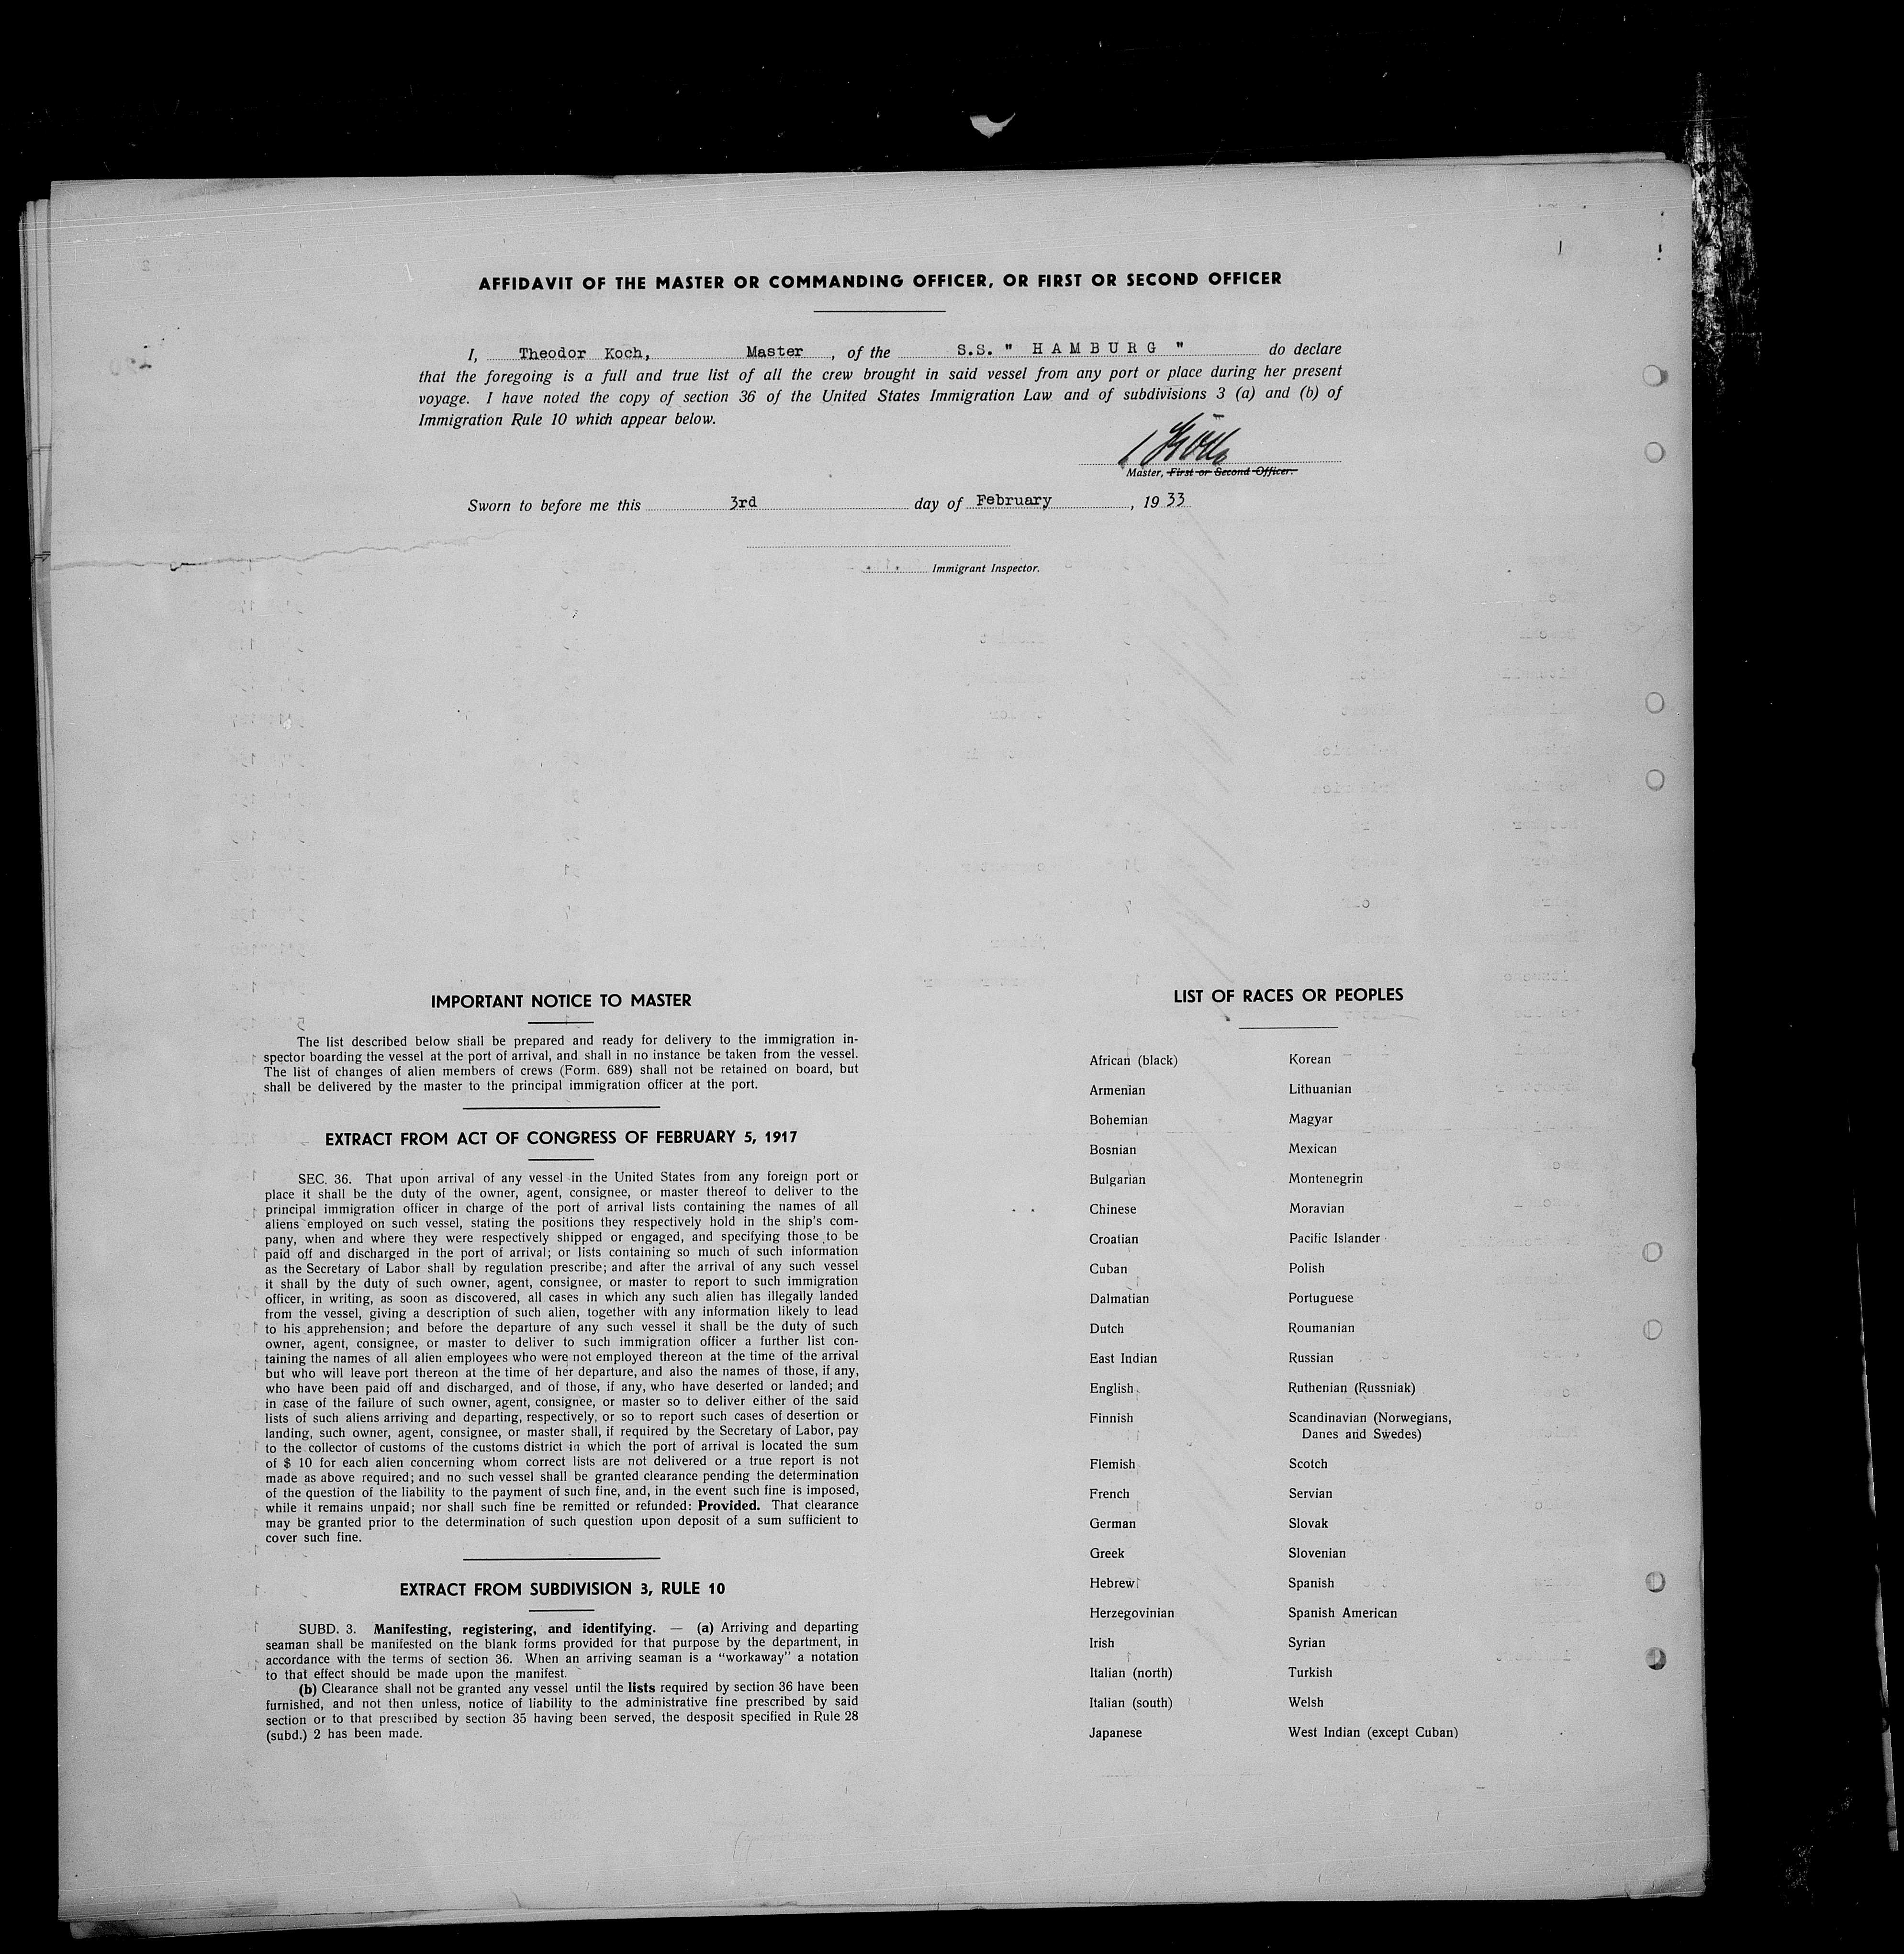 AFFIDAVIT OF THE MASTER OR COMMANDING OFFICER, OR FIRST OR SECOND OFFICER
I, Theodor Koch, Master, of the S.S. " H A M B U R G " do declare
that the foregoing is a full and true list of all the crew brought in said vessel from any port or place during her present
voyage. I have noted the copy of section 36 of the United States Immigration Law and of subdivisions 3 (a) and (b) of
Immigration Rule 10 which appear below.
Master, First or Second Officer.
Sworn to before me this 3rd day of February, 1933
Immigrant Inspector.
IMPORTANT NOTICE TO MASTER
The list described below shall be prepared and ready for delivery to the immigration in-
spector boarding the vessel at the port of arrival, and shall in no instance be taken from the vessel.
The list of changes of alien members of crews (Form. 689) shall not be retained on board, but
shall be delivered by the master to the principal immigration officer at the port.
EXTRACT FROM ACT OF CONGRESS OF FEBRUARY 5, 1917
SEC. 36. That upon arrival of any vessel in the United States from any foreign port or
place it shall be the duty of the owner, agent, consignee, or master thereof to deliver to the
principal immigration officer in charge of the port of arrival lists containing the names of all
aliens employed on such vessel, stating the positions they respectively hold in the ship's com-
pany, when and where they were respectively shipped or engaged, and specifying those to be
paid off and discharged in the port of arrival; or lists containing so much of such information
as the Secretary of Labor shall by regulation prescribe; and after the arrival of any such vessel
it shall by the duty of such owner, agent, consignee, or master to report to such immigration
officer, in writing, as soon as discovered, all cases in which any such alien has illegally landed
from the vessel, giving a description of such alien, together with any information likely to lead
to his apprehension; and before the departure of any such vessel it shall be the duty of such
owner, agent, consignee, or master to deliver to such immigration officer a further list con-
taining the names of all alien employees who were not employed thereon at the time of the arrival
but who will leave port thereon at the time of her departure, and also the names of those, if any,
who have been paid off and discharged, and of those, if any, who have deserted or landed; and
in case of the failure of such owner, agent, consignee, or master so to deliver either of the said
lists of such aliens arriving and departing, respectively, or so to report such cases of desertion or
landing, such owner, agent, consignee, or master shall, if required by the Secretary of Labor, pay
to the collector of customs of the customs district in which the port of arrival is located the sum
of $ 10 for each alien concerning whom correct lists are not delivered or a true report is not
made as above required; and no such vessel shall be granted clearance pending the determination
of the question of the liability to the payment of such fine, and, in the event such fine is imposed,
while it remains unpaid; nor shall such fine be remitted or refunded: Provided. That clearance
may be granted prior to the determination of such question upon deposit of a sum sufficient to
cover such fine.
EXTRACT FROM SUBDIVISION 3, RULE 10
SUBD. 3. Manifesting, registering, and identifying. — (a) Arriving and departing
seaman shall be manifested on the blank forms provided for that purpose by the department, in
accordance with the terms of section 36. When an arriving seaman is a "workaway" a notation
to that effect should be made upon the manifest.
(b) Clearance shall not be granted any vessel until the lists required by section 36 have been
furnished, and not then unless, notice of liability to the administrative fine prescribed by said
section or to that prescribed by section 35 having been served, the desposit specified in Rule 28
(subd.) 2 has been made.
LIST OF RACES OR PEOPLES
African (black)
Armenian
Bohemian
Bosnian
Bulgarian
Chinese
Croatian
Cuban
Dalmatian
Dutch
East Indian
English
Finnish
Flemish
French
German
Greek
Hebrew
Herzegovinian
Irish
Italian (north)
Italian (south)
Japanese
Korean
Lithuanian
Magyar
Mexican
Montenegrin
Moravian
Pacific Islander
Polish
Portuguese
Roumanian
Russian
Ruthenian (Russniak)
Scandinavian (Norwegians,
Danes and Swedes)
Scotch
Servian
Slovak
Slovenian
Spanish
Spanish American
Syrian
Turkish
Welsh
West Indian (except Cuban)